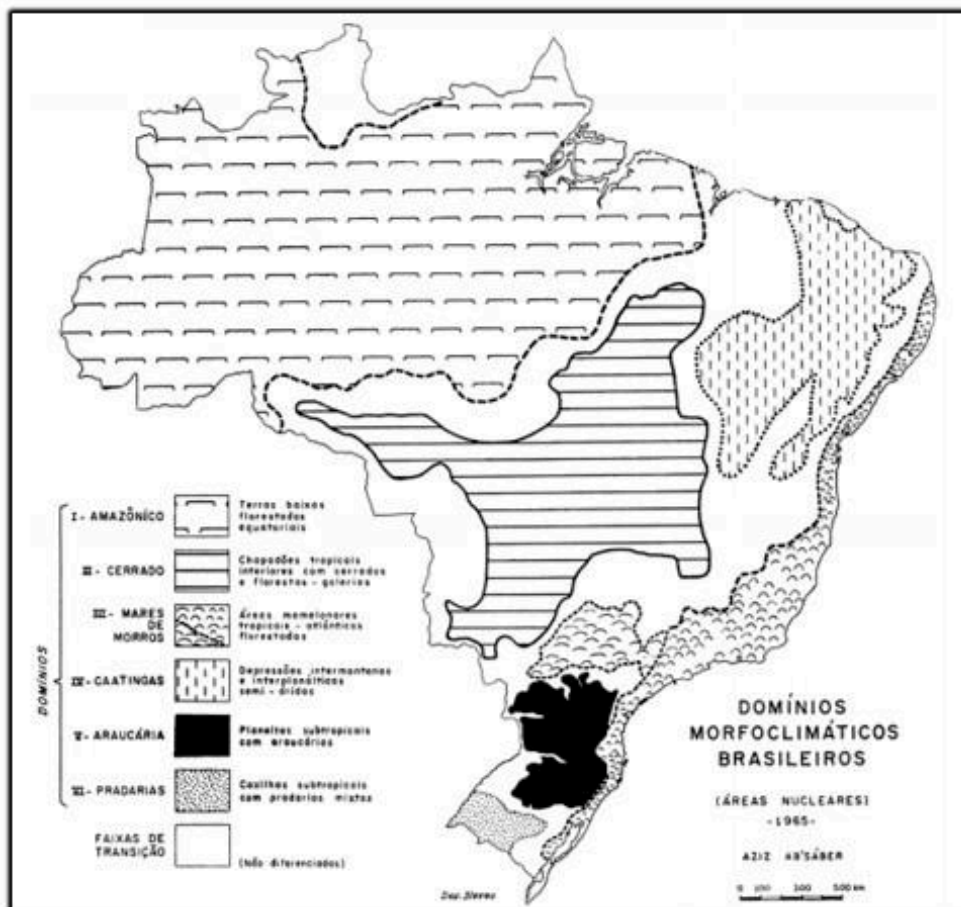 DOMÍNIOS
I - AMAZÔNICO
Terras baixas
florestadas
equatoriais
II - CERRADO
Chapadões tropicais
interiores com cerrados
e florestas - galerias
III - MARES
DE
MORROS
Áreas mamelonares
tropicais - atlânticas
florestadas
IV - CAATINGAS
Depressões intermontanas
e interplanálticas
semi - áridas
V - ARAUCÁRIA
Planaltos subtropicais
com araucárias
VI - PRADARIAS
Coxilhas subtropicais
com pradarias mistas
FAIXAS DE
TRANSIÇÃO
(Não diferenciadas)
DOMÍNIOS
MORFOCLIMÁTICOS
BRASILEIROS
(ÁREAS NUCLEARES)
-1965-
AZIZ AB'SÁBER
0 100 300 500 km